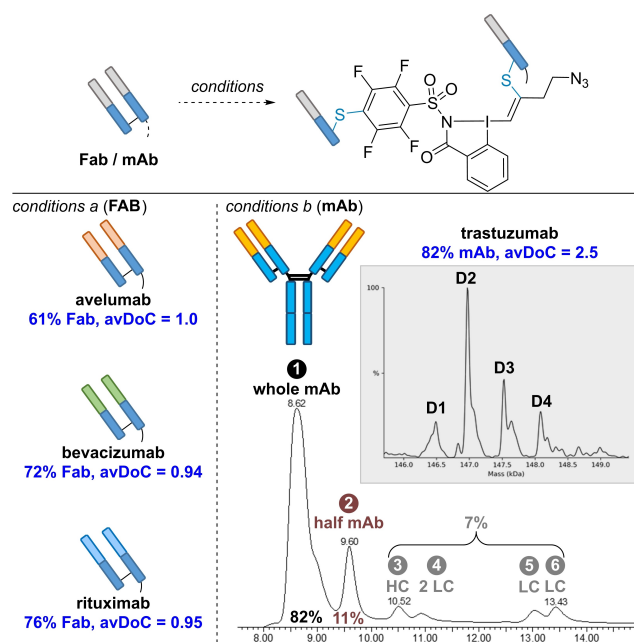 conditions
Fab / mAb
S
F
F
F
F
O
O
S
N
I
O
S
N3
conditions a (FAB)
avelumab
61% Fab, avDoC = 1.0
bevacizumab
72% Fab, avDoC = 0.94
rituximab
76% Fab, avDoC = 0.95
conditions b (mAb)
trastuzumab
82% mAb, avDoC = 2.5
100
%
D1
D2
D3
D4
146.0 146.5 147.0 147.5 148.0 148.5 149.0
Mass (kDa)
1
whole mAb
8.62
2
half mAb
9.60
7%
3 4 5 6
HC 2 LC LC LC
10.52 13.43
82% 11%
8.00 9.00 10.00 11.00 12.00 13.00 14.00